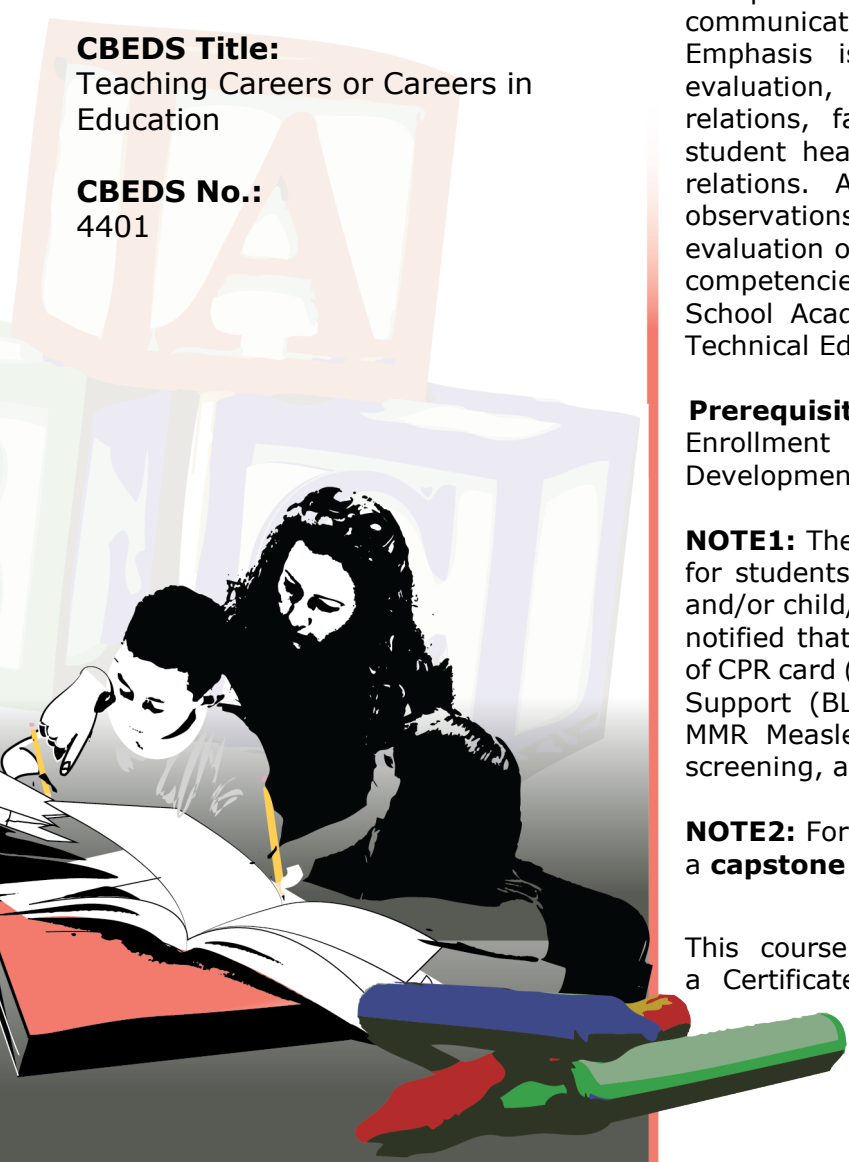 CBEDS Title:
Teaching Careers or Careers in
Education
CBEDS No.:
4401
A
C
communicat
Emphasis is
evaluation,
relations, fa
student hea
relations. A
observations
evaluation o
competencie
School Acad
Technical Ed
Prerequisit
Enrollment
Developmen
NOTE1: The
for students
and/or child/
notified that
of CPR card (
Support (BL
MMR Measle
screening, a
NOTE2: For
a capstone
This course
a Certificate